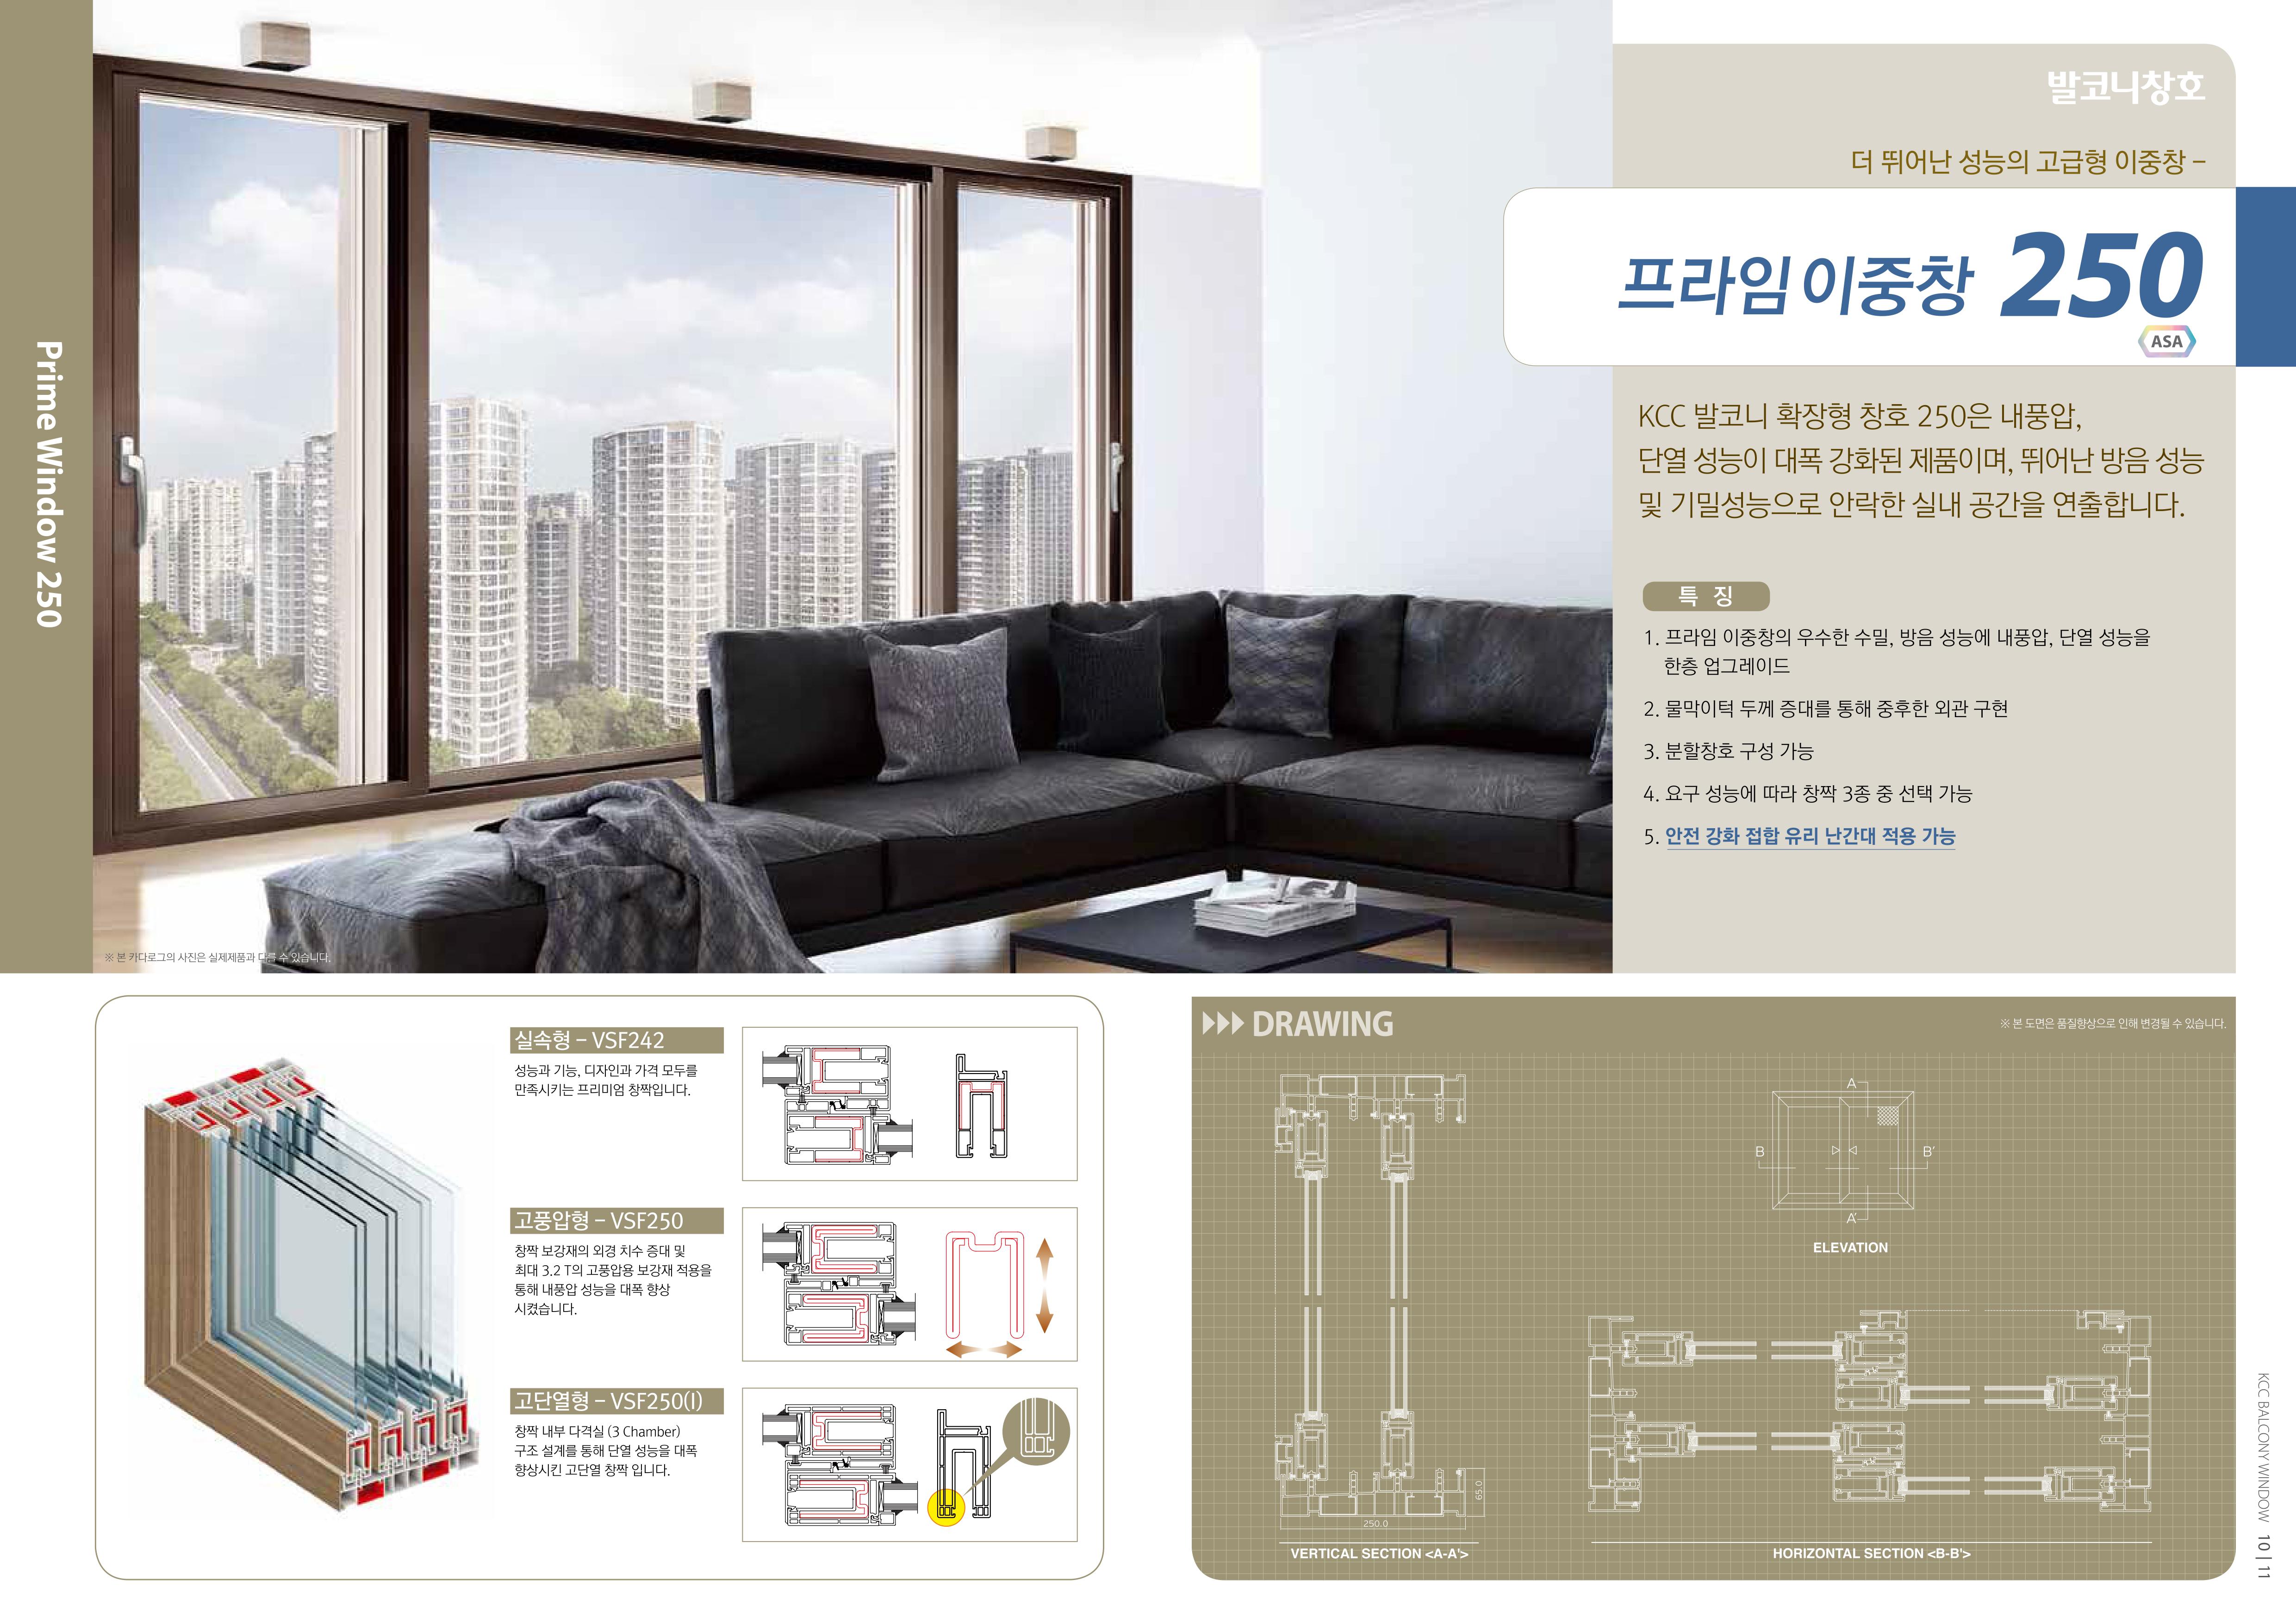 Prime Window 250
※ 본 카다로그의 사진은 실제제품과 다를 수 있습니다.
발코니창호
더 뛰어난 성능의 고급형 이중창 –
프라임 이중창 250
ASA
KCC 발코니 확장형 창호 250은 내풍압,
단열 성능이 대폭 강화된 제품이며, 뛰어난 방음 성능
및 기밀성능으로 안락한 실내 공간을 연출합니다.
특 징
1. 프라임 이중창의 우수한 수밀, 방음 성능에 내풍압, 단열 성능을
한층 업그레이드
2. 물막이턱 두께 증대를 통해 중후한 외관 구현
3. 분할창호 구성 가능
4. 요구 성능에 따라 창짝 3종 중 선택 가능
5. 안전 강화 접합 유리 난간대 적용 가능
실속형 – VSF242
성능과 기능, 디자인과 가격 모두를
만족시키는 프리미엄 창짝입니다.
고풍압형 – VSF250
창짝 보강재의 외경 치수 증대 및
최대 3.2 T의 고풍압용 보강재 적용을
통해 내풍압 성능을 대폭 향상
시켰습니다.
고단열형 – VSF250(I)
창짝 내부 다격실 (3 Chamber)
구조 설계를 통해 단열 성능을 대폭
향상시킨 고단열 창짝 입니다.
DRAWING
※ 본 도면은 품질향상으로 인해 변경될 수 있습니다.
A
B
B'
A'
ELEVATION
65.0
250.0
VERTICAL SECTION <A-A'>
HORIZONTAL SECTION <B-B'>
KCC BALCONY WINDOW 10 | 11